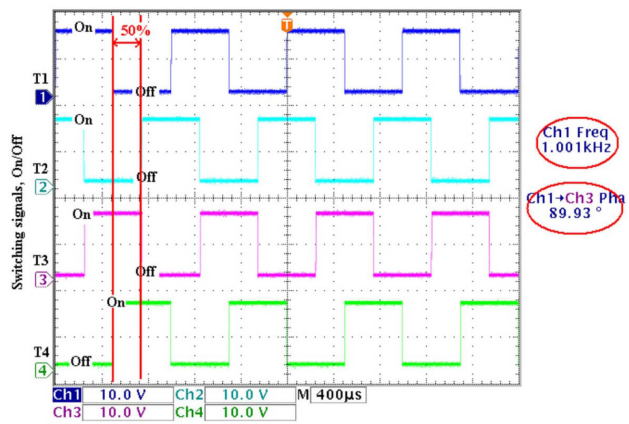 Switching signals, On/Off
T
On
50%
T1
1
Off
On
T2
2
Off
On
T3
3
Off
On
T4
4
Off
Ch1 Freq
1.001kHz
Ch1→Ch3 Pha
89.93 °
Ch1 10.0 V Ch2 10.0 V M 400µs
Ch3 10.0 V Ch4 10.0 V